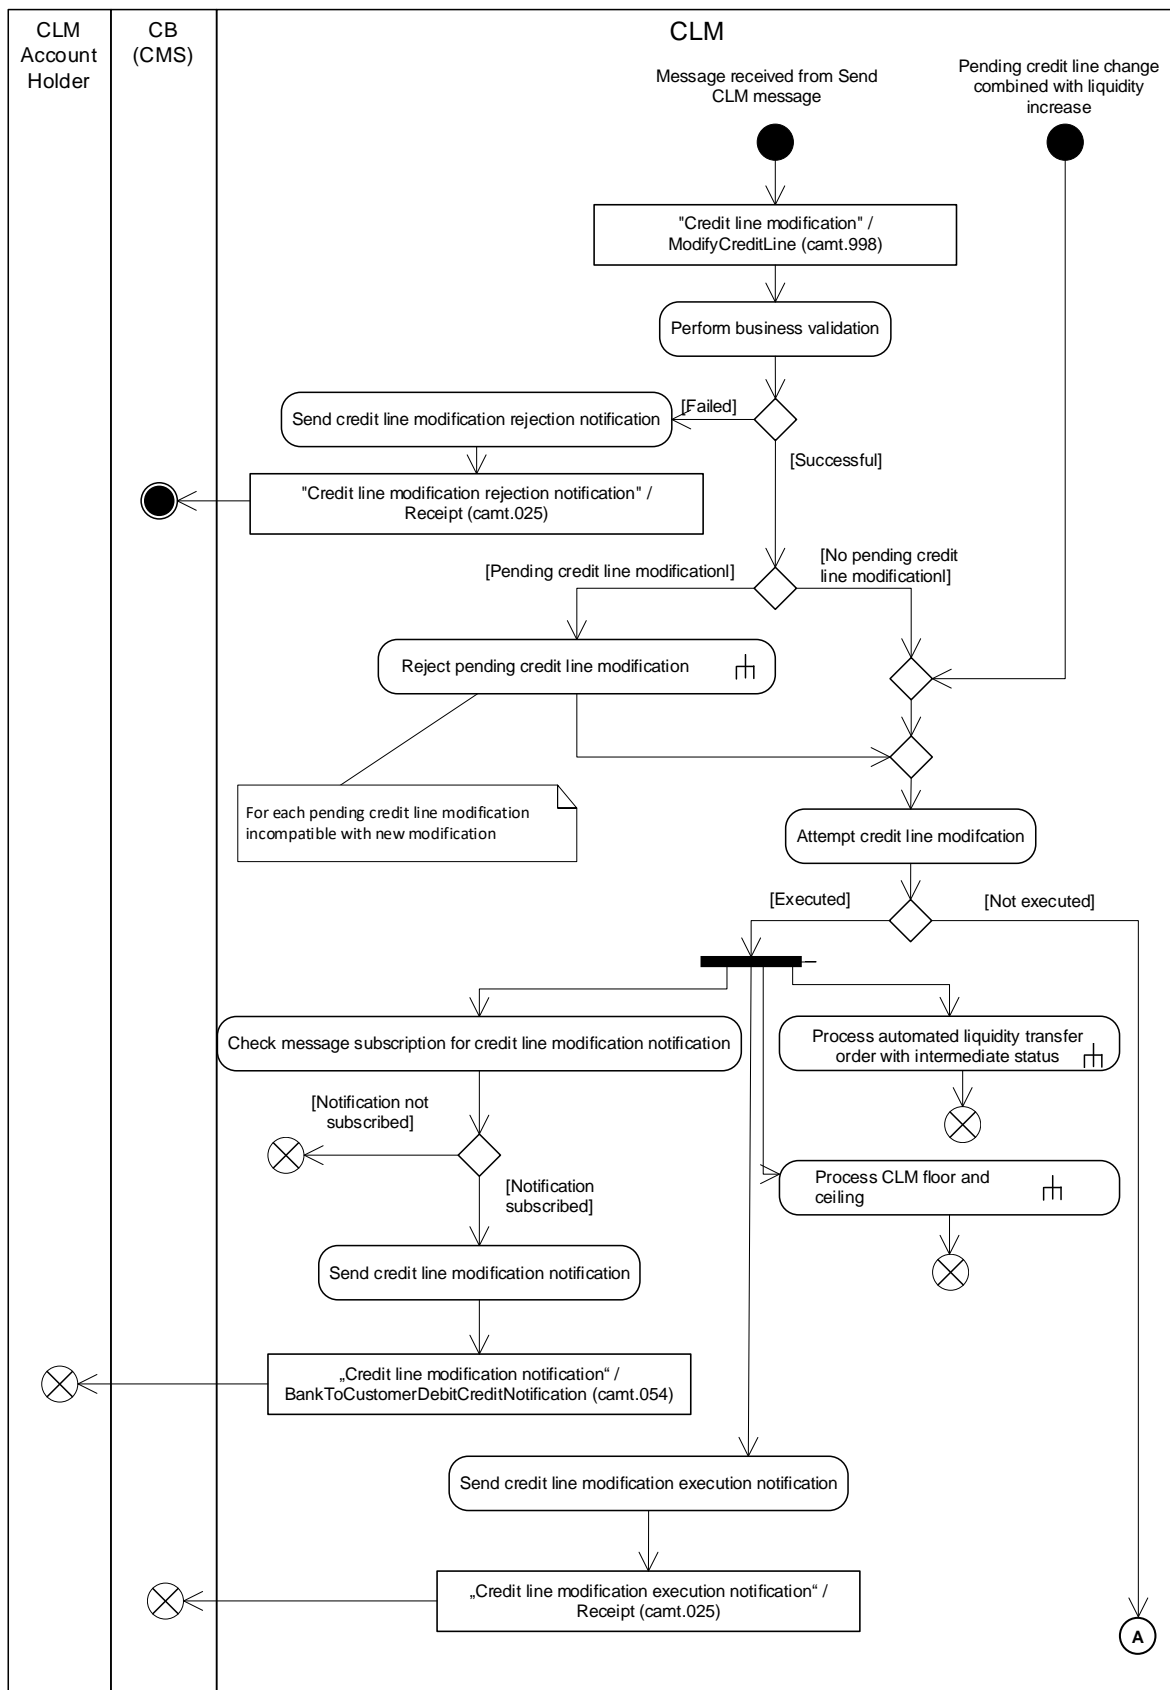 CLM
Account
Holder
CB
(CMS)
CLM
Message received from Send
CLM message
Pending credit line change
combined with liquidity
increase
"Credit line modification" /
ModifyCreditLine (camt.998)
Perform business validation
[Failed]
Send credit line modification rejection notification
[Successful]
"Credit line modification rejection notification" /
Receipt (camt.025)
[Pending credit line modificationl]
[No pending credit
line modificationl]
Reject pending credit line modification
For each pending credit line modification
incompatible with new modification
Attempt credit line modifcation
[Executed]
[Not executed]
Check message subscription for credit line modification notification
Process automated liquidity transfer
order with intermediate status
[Notification not
subscribed]
Process CLM floor and
ceiling
[Notification
subscribed]
Send credit line modification notification
„Credit line modification notification“ /
BankToCustomerDebitCreditNotification (camt.054)
Send credit line modification execution notification
„Credit line modification execution notification“ /
Receipt (camt.025)
A